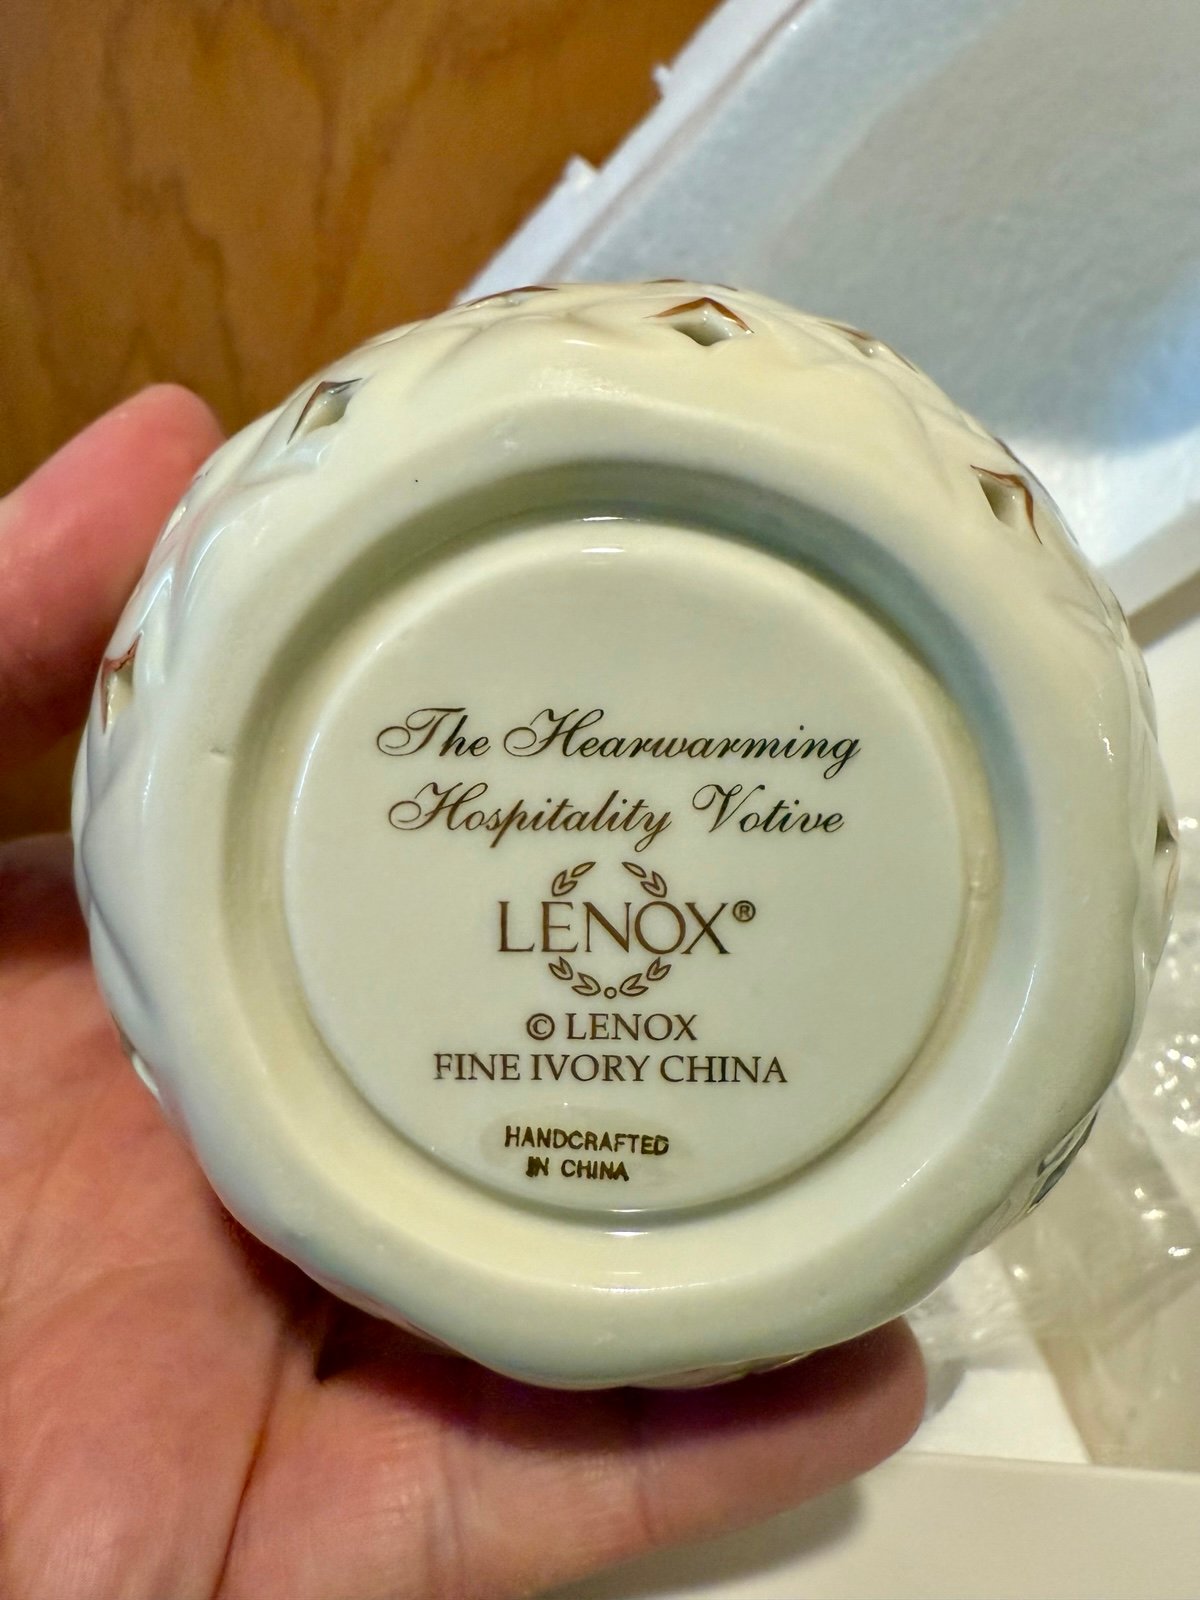 The Hearwarming
Hospitality Votive
LENOX®
© LENOX
FINE IVORY CHINA
HANDCRAFTED
IN CHINA